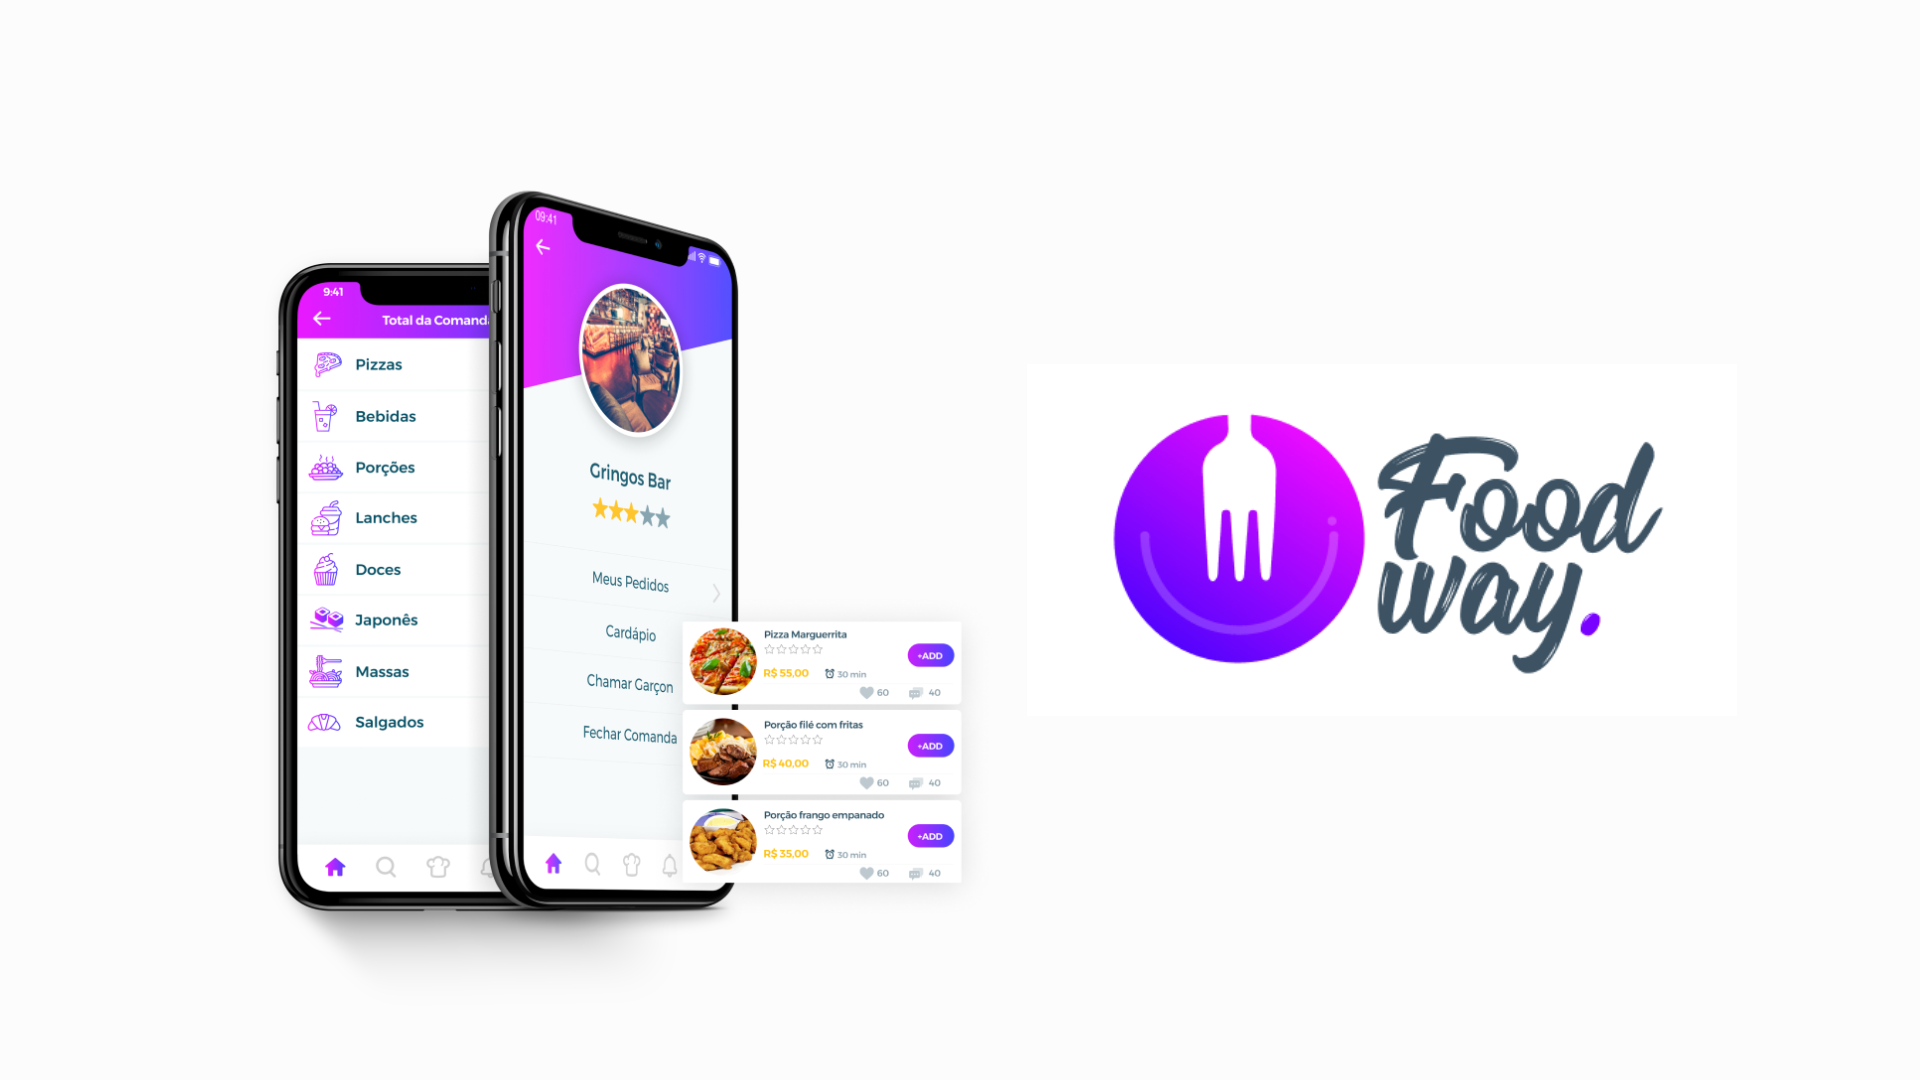 9:41
Total da Comanda
Pizzas
Bebidas
Porções
Lanches
Doces
Japonês
Massas
Salgados
09:41
Gringos Bar
Meus Pedidos
Cardápio
Chamar Garçon
Fechar Comanda
Pizza Marguerrita
+ADD
R$ 55,00 30 min
60 40
Porção filé com fritas
+ADD
R$ 40,00 30 min
60 40
Porção frango empanado
+ADD
R$ 35,00 30 min
60 40
Food
way.